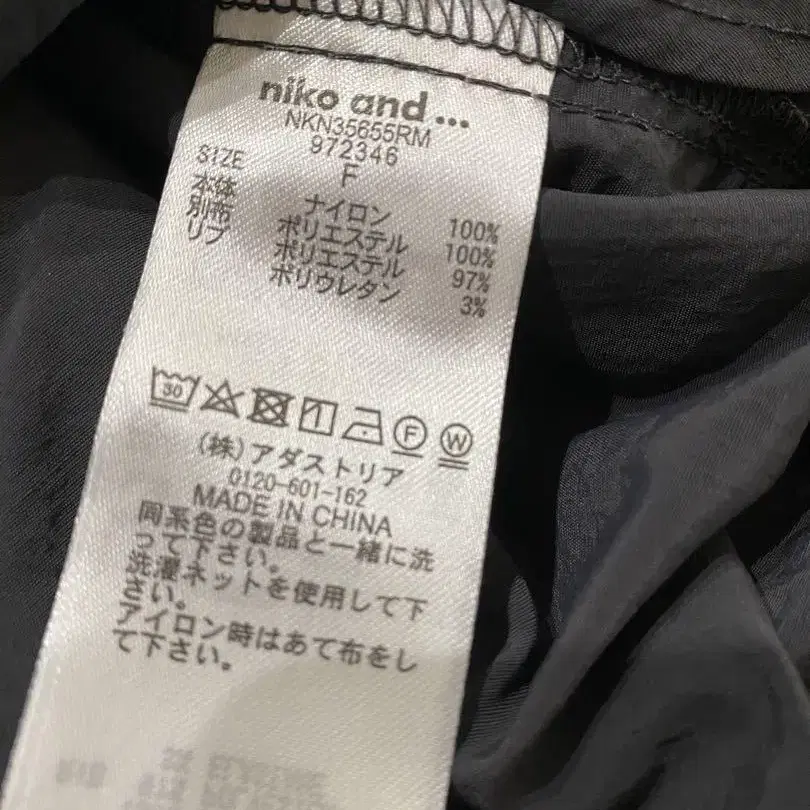 niko and ...
NKN35655RM
972346
SIZE F
本体 ナイロン 100%
別布 ポリエステル 100%
リブ ポリエステル 97%
ポリウレタン 3%
30
F W
(株)アダストリア
0120-601-162
MADE IN CHINA
同系色の製品と一緒に洗
って下さい。
洗濯ネットを使用して下
さい。
アイロン時はあて布をし
て下さい。